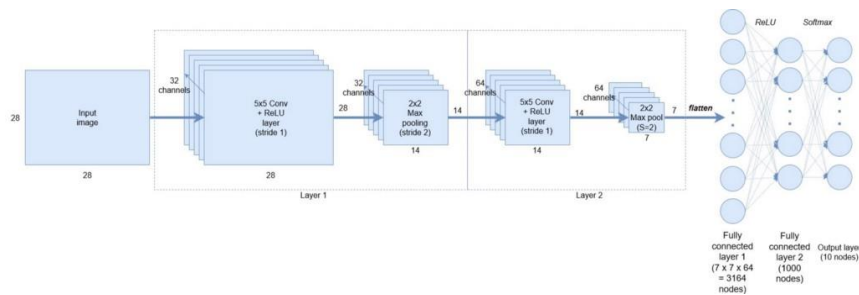 28
Input
image
28
32
channels
5x5 Conv
+ ReLU
layer
(stride 1)
28
28
32
channels
2x2
Max
pooling
(stride 2)
14
14
Layer 1
64
channels
5x5 Conv
+ ReLU
layer
(stride 1)
14
14
64
channels
2x2
Max pool
(S=2)
7
7
Layer 2
flatten
ReLU
Softmax
Fully
connected
layer 1
(7 x 7 x 64
= 3164
nodes)
Fully
connected
layer 2
(1000
nodes)
Output laye
(10 nodes)